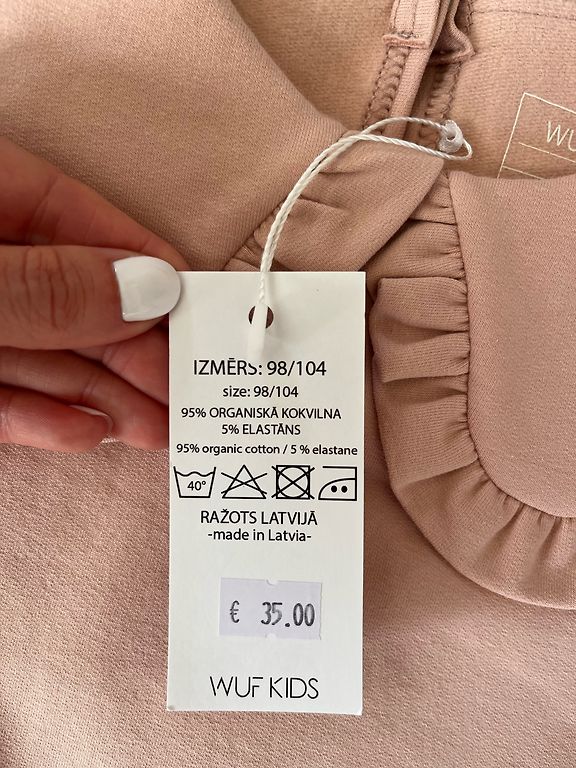 IZMĒRS: 98/104
size: 98/104
95% ORGANISKĀ KOKVILNA
5% ELASTĀNS
95% organic cotton / 5 % elastane
40°
RAŽOTS LATVIJĀ
-made in Latvia-
€ 35.00
WUF KIDS